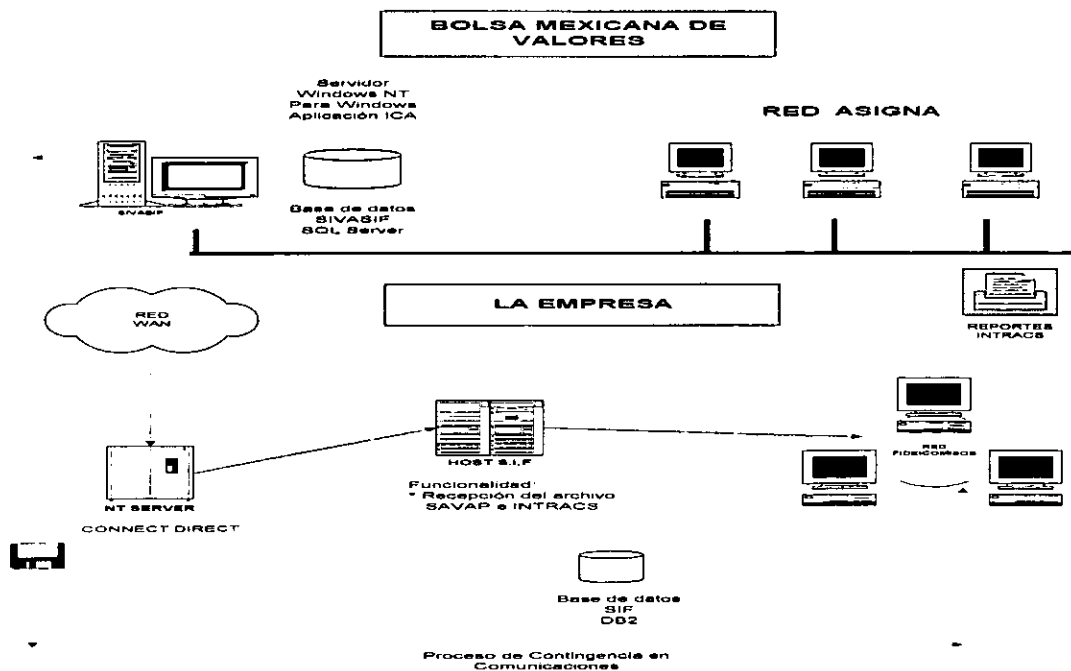 BOLSA MEXICANA DE
VALORES
Servidor
Windows NT
Para Windows
Aplicación ICA
RED ASIGNA
SIVASIF
Base de datos
SIVASIF
SQL Server
RED
WAN
LA EMPRESA
REPORTES
INTRACS
HOST S.I.F
RED
FIDEICOMISOS
Funcionalidad:
* Recepción del archivo
SAVAP e INTRACS
NT SERVER
CONNECT DIRECT
Base de datos
SIF
DB2
Proceso de Contingencia en
Comunicaciones